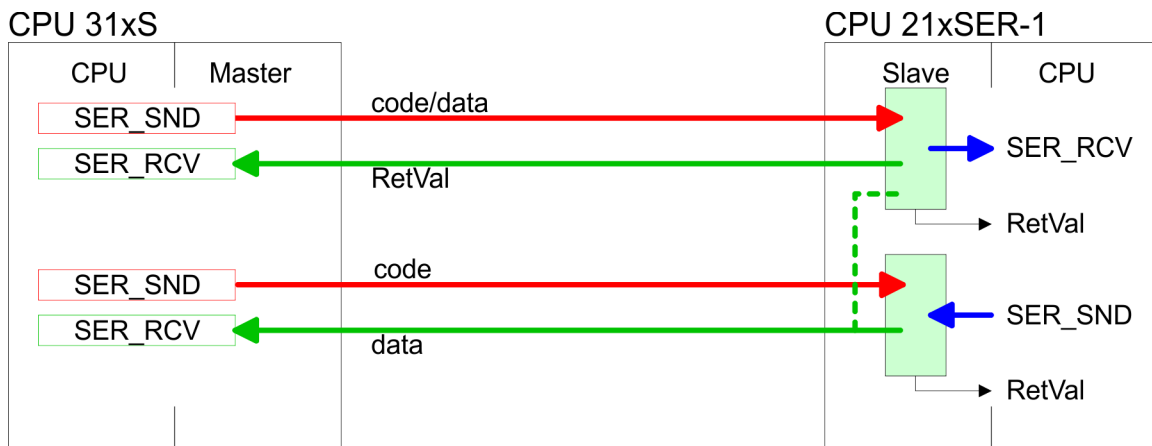 CPU 31xS
CPU 21xSER-1
CPU
Master
Slave
CPU
SER_SND
code/data
SER_RCV
SER_RCV
RetVal
RetVal
SER_SND
code
SER_SND
SER_RCV
data
RetVal